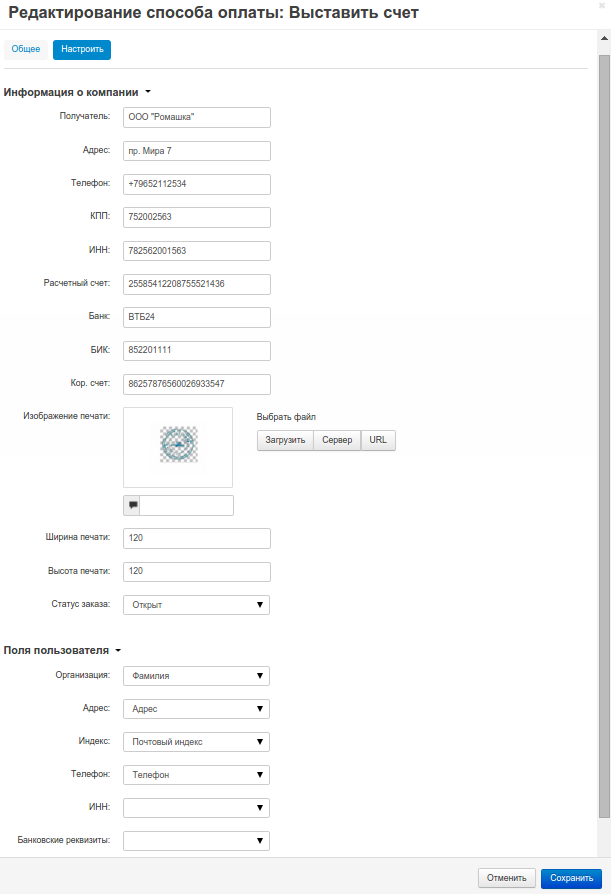 Редактирование способа оплаты: Выставить счет
Общее Настроить
Информация о компании
Получатель: ООО "Ромашка"
Адрес: пр. Мира 7
Телефон: +79652112534
КПП: 752002563
ИНН: 782562001563
Расчетный счет: 25585412208755521436
Банк: ВТБ24
БИК: 852201111
Кор. счет: 86257876560026933547
Изображение печати: Выбрать файл
Загрузить Сервер URL
Ширина печати: 120
Высота печати: 120
Статус заказа: Открыт
Поля пользователя
Организация: Фамилия
Адрес: Адрес
Индекс: Почтовый индекс
Телефон: Телефон
ИНН:
Банковские реквизиты:
Отменить Сохранить